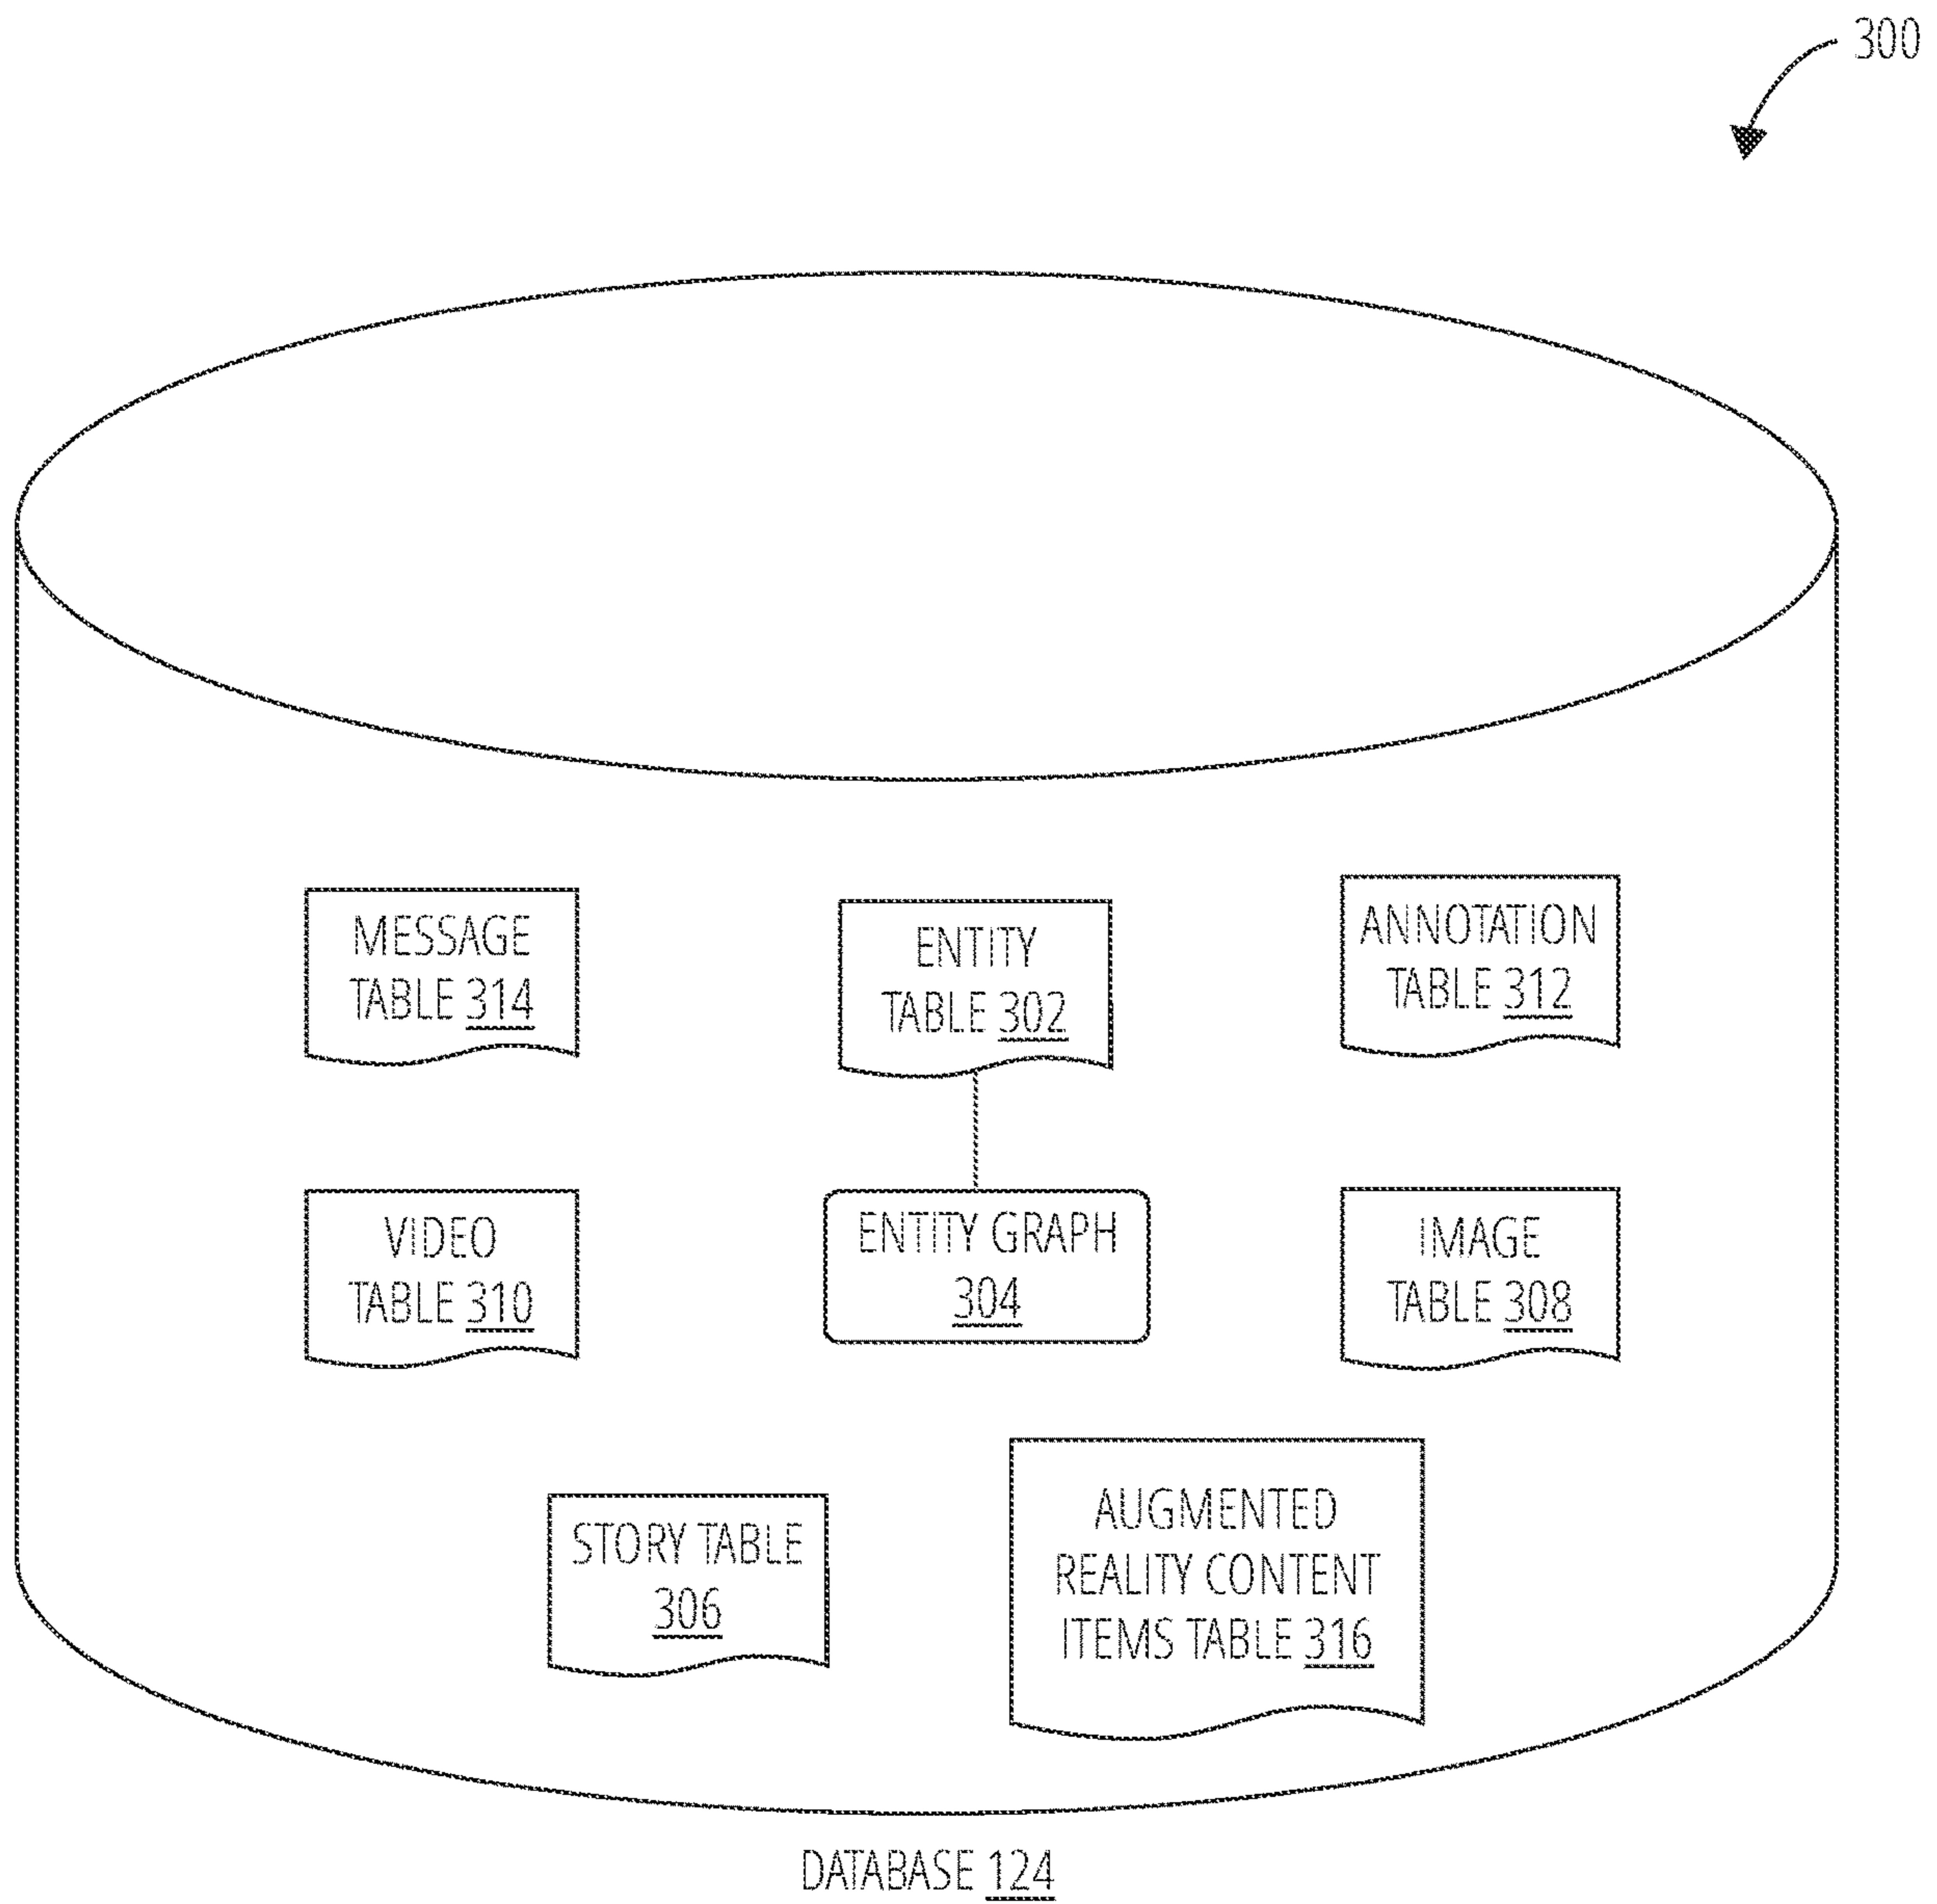 300
MESSAGE
TABLE 314
ENTITY
TABLE 302
ANNOTATION
TABLE 312
VIDEO
TABLE 310
ENTITY GRAPH
304
IMAGE
TABLE 308
STORY TABLE
306
AUGMENTED
REALITY CONTENT
ITEMS TABLE 316
DATABASE 124